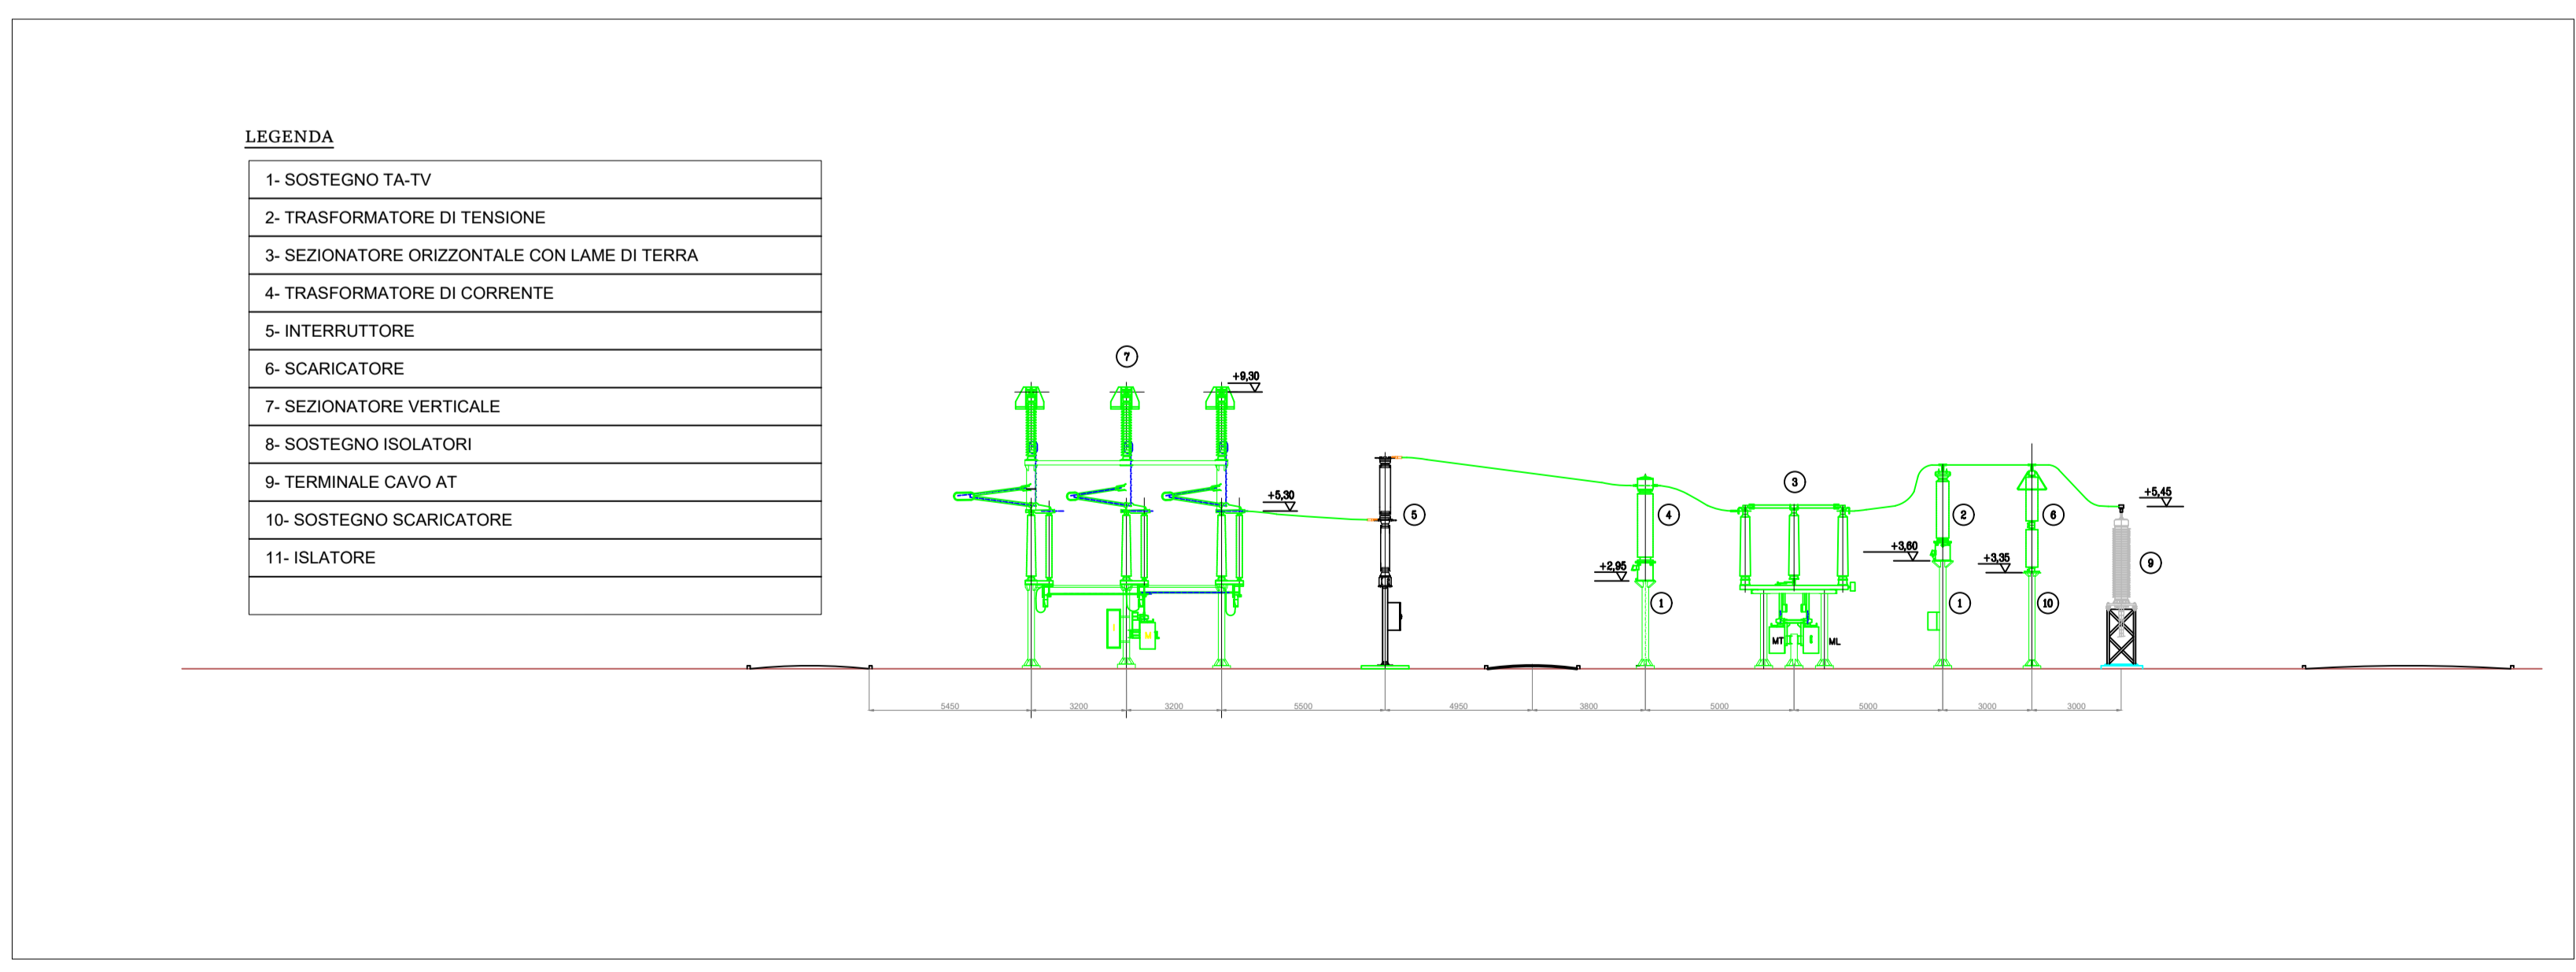 LEGENDA
1- SOSTEGNO TA-TV
2- TRASFORMATORE DI TENSIONE
3- SEZIONATORE ORIZZONTALE CON LAME DI TERRA
4- TRASFORMATORE DI CORRENTE
5- INTERRUTTORE
6- SCARICATORE
7- SEZIONATORE VERTICALE
8- SOSTEGNO ISOLATORI
9- TERMINALE CAVO AT
10- SOSTEGNO SCARICATORE
11- ISLATORE
7
+9,30
3
+5,30
+5,45
5
4
2
6
+3,60
+3,35
9
+2,95
1
1
10
M
MT
ML
5450 3200 3200 5500 4950 3800 5000 5000 3000 3000